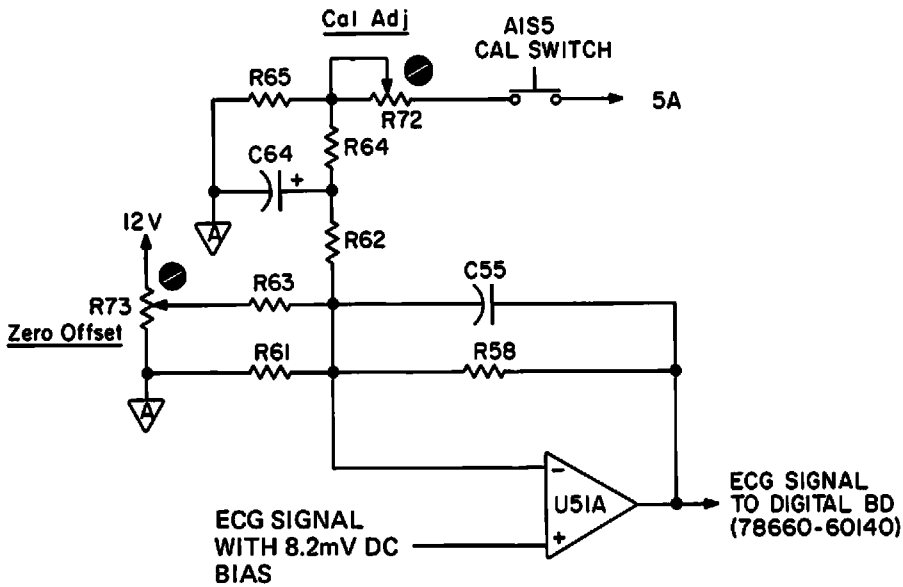 Cal Adj
A1S5
CAL SWITCH
R65
R72
5A
R64
C64
A
12V
R62
R63
C55
R73
Zero Offset
R61
R58
A
U51A
−
+
+
ECG SIGNAL
WITH 8.2mV DC
BIAS
ECG SIGNAL
TO DIGITAL BD
(78660-60140)